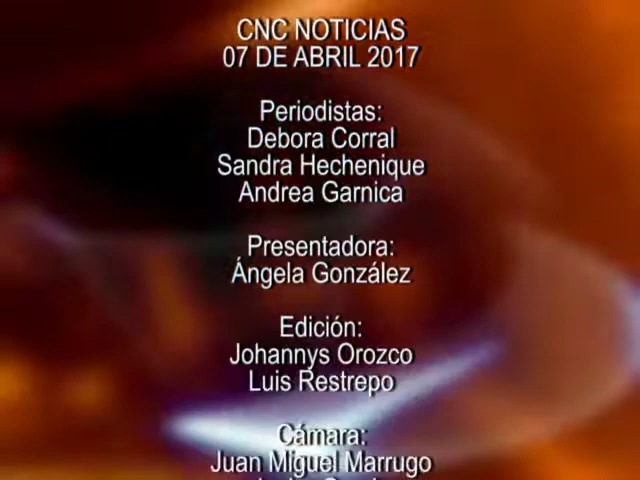 CNC NOTICIAS
07 DE ABRIL 2017
Periodistas:
Debora Corral
Sandra Hechenique
Andrea Garnica
Presentadora:
Ángela González
Edición:
Johannys Orozco
Luis Restrepo
Cámara:
Juan Miguel Marrugo